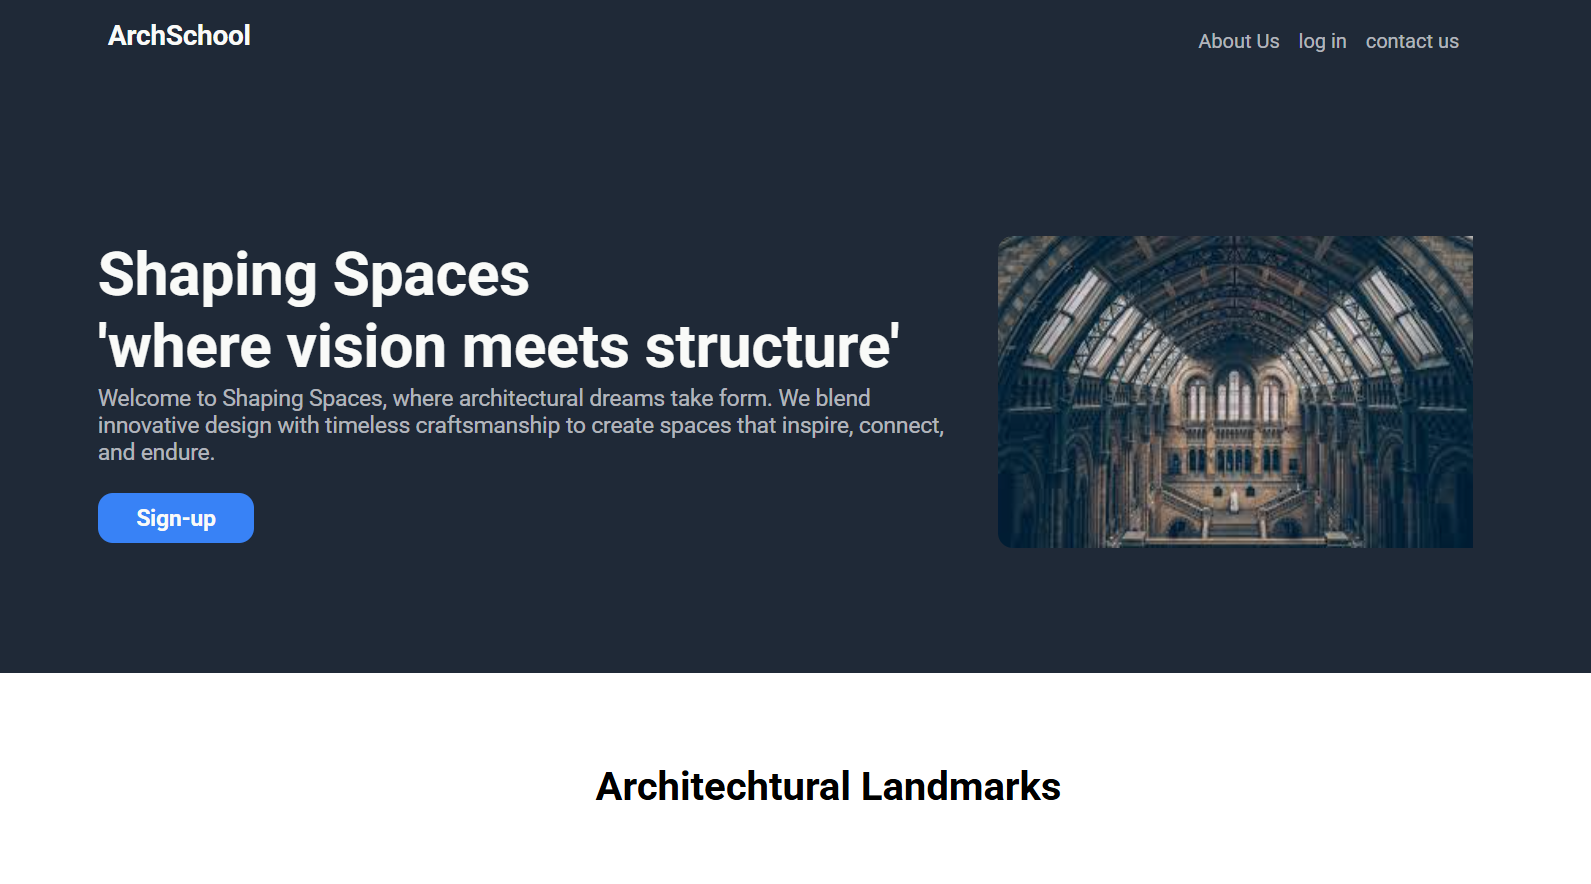 ArchSchool
About Us log in contact us
Shaping Spaces
'where vision meets structure'
Welcome to Shaping Spaces, where architectural dreams take form. We blend
innovative design with timeless craftsmanship to create spaces that inspire, connect,
and endure.
Sign-up
Architechtural Landmarks